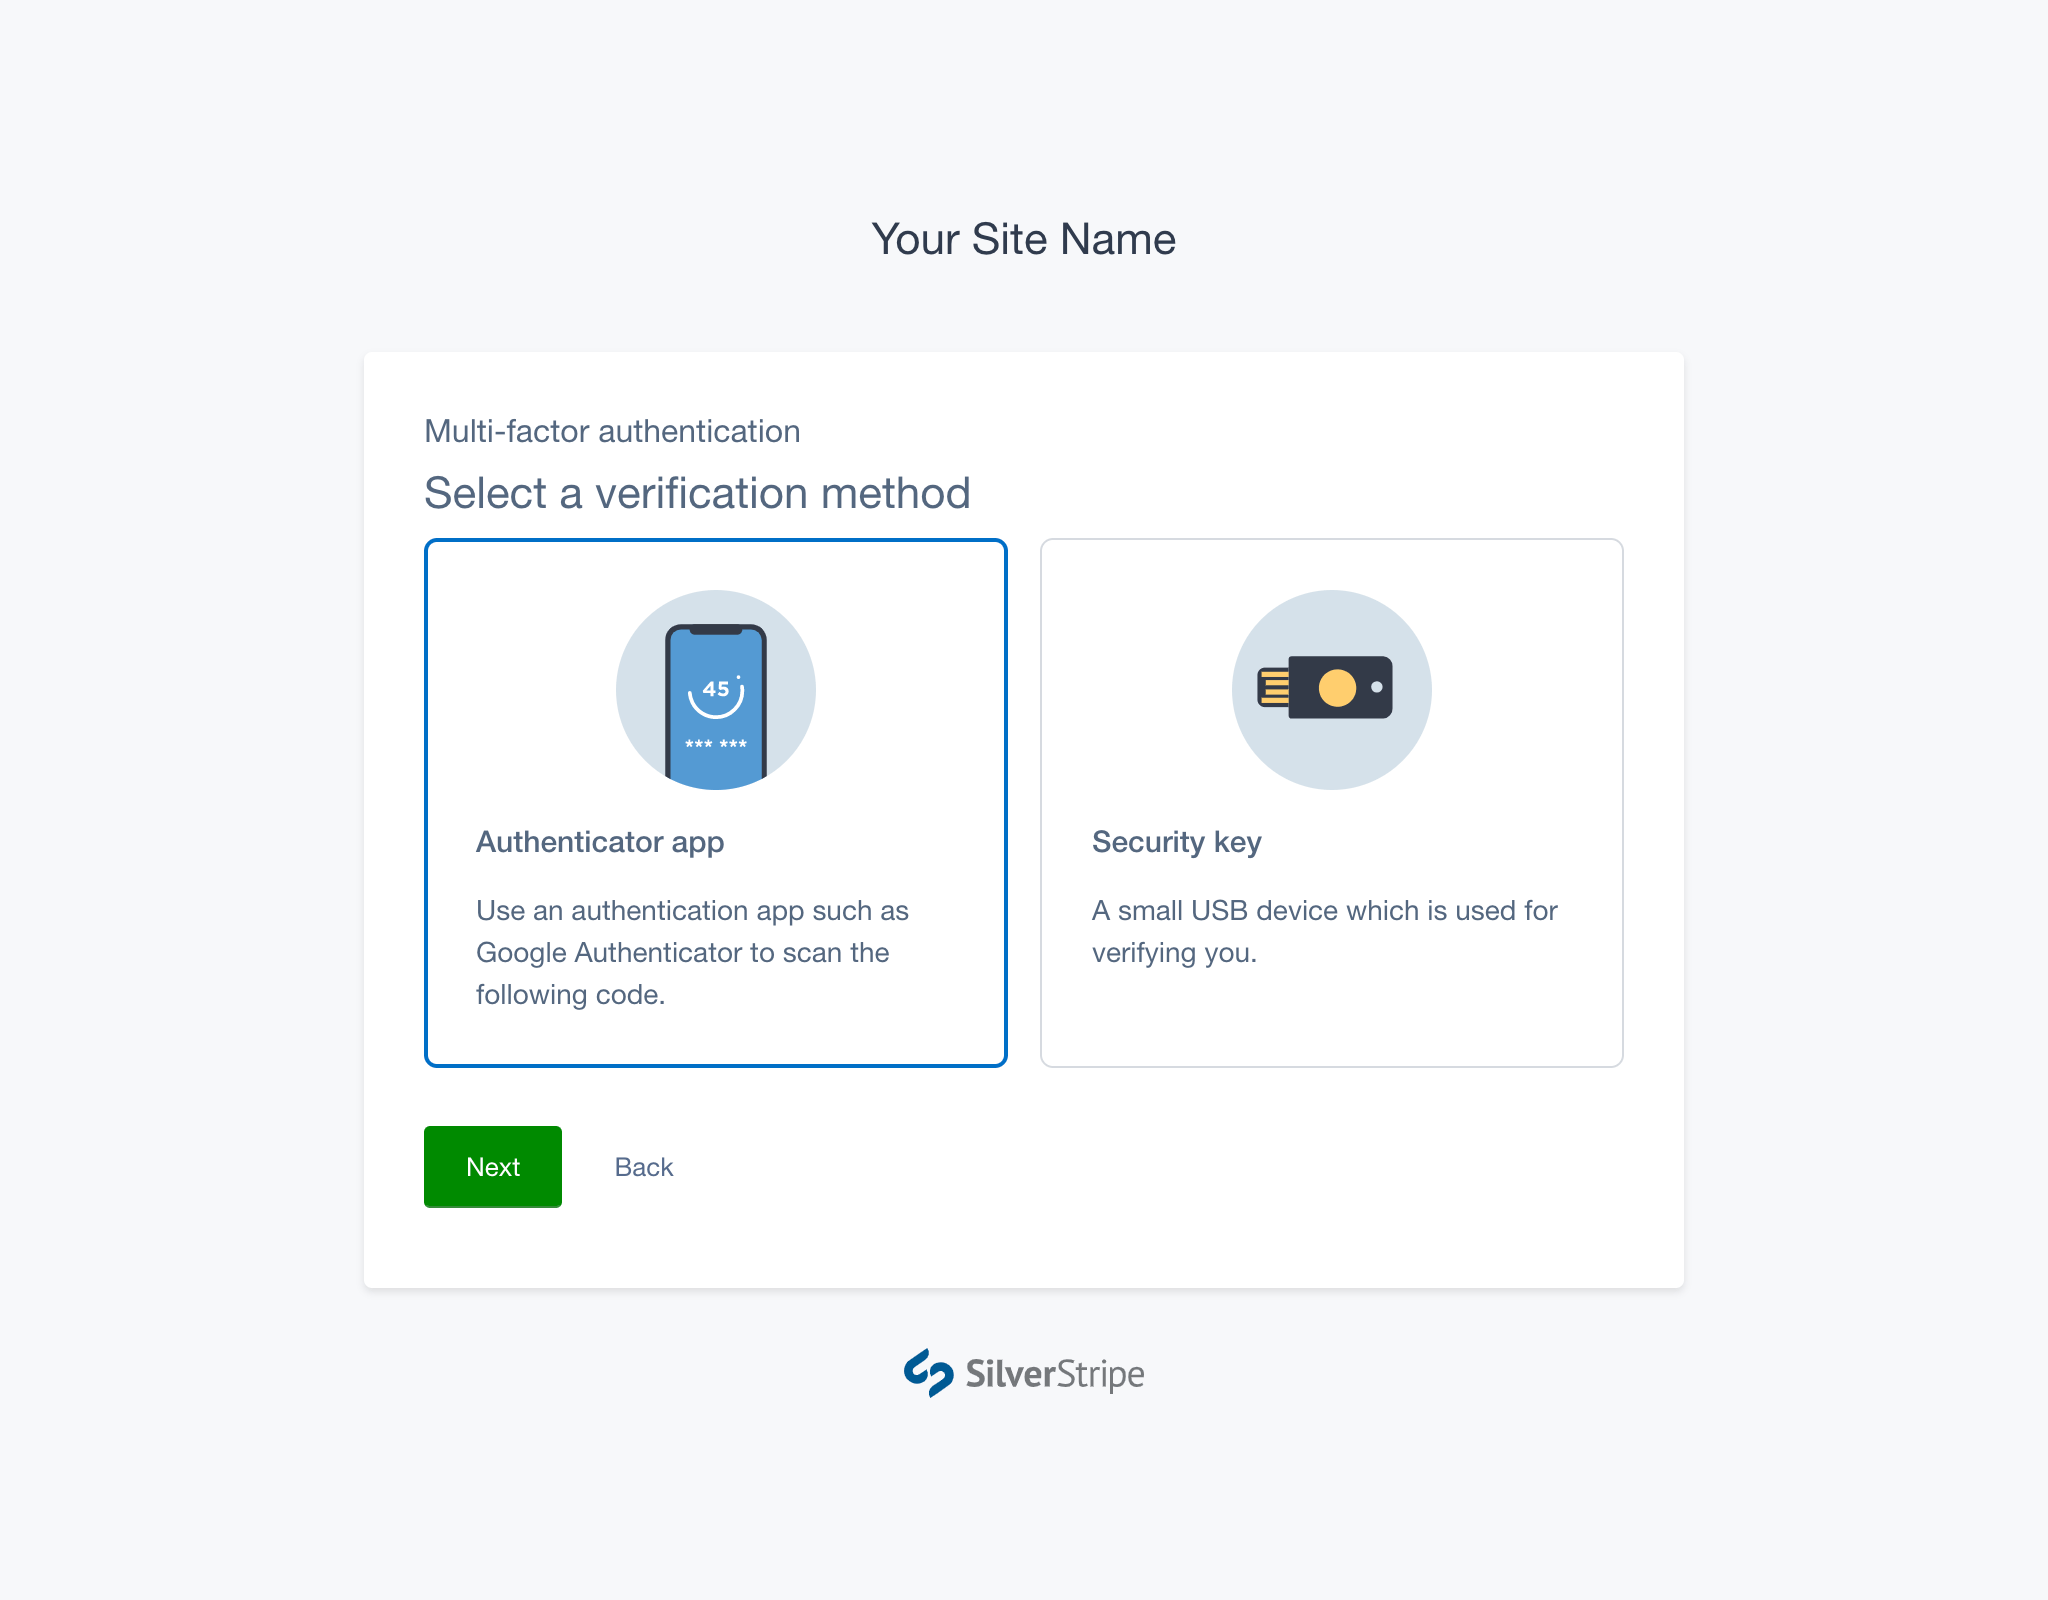 Your Site Name
Multi-factor authentication
Select a verification method
45
*** ***
Authenticator app
Use an authentication app such as
Google Authenticator to scan the
following code.
Security key
A small USB device which is used for
verifying you.
Next
Back
SilverStripe